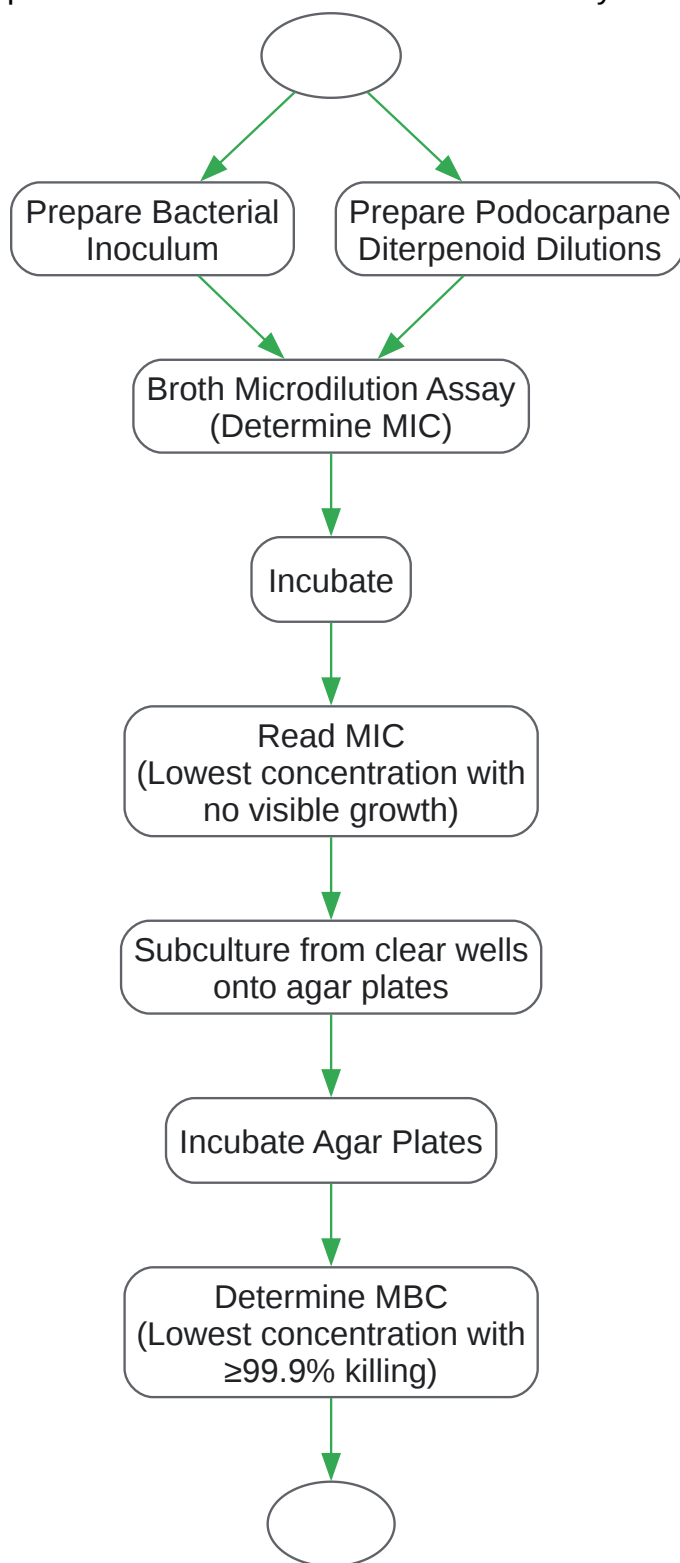 Prepare Bacterial
Inoculum
Prepare Podocarpane
Diterpenoid Dilutions
Broth Microdilution Assay
(Determine MIC)
Incubate
Read MIC
(Lowest concentration with
no visible growth)
Subculture from clear wells
onto agar plates
Incubate Agar Plates
Determine MBC
(Lowest concentration with
≥99.9% killing)